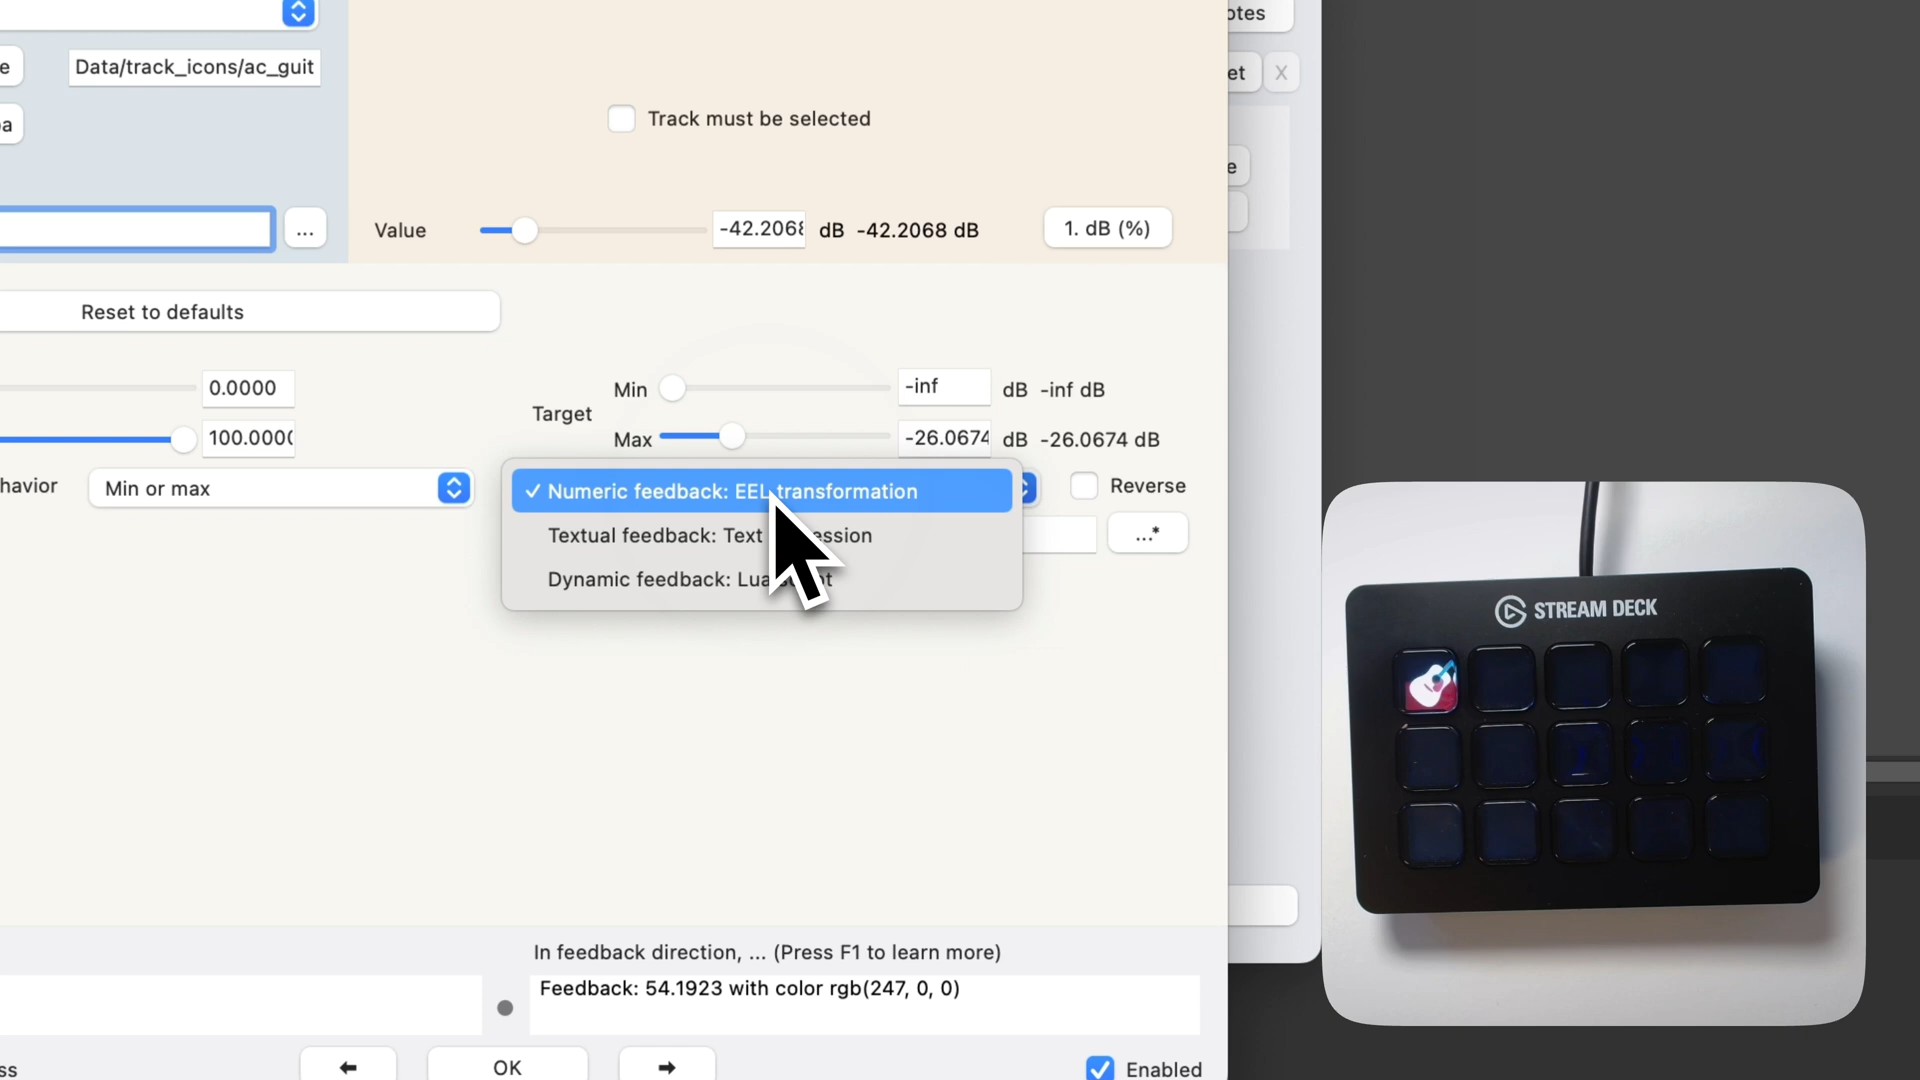 otes
e
Data/track_icons/ac_guit
et
X
a
Track must be selected
e
...
Value
-42.206
dB
-42.2068 dB
1. dB (%)
Reset to defaults
0.0000
100.000
Target
Min
-inf
dB
-inf dB
Max
-26.0674
dB
-26.0674 dB
havior
Min or max
✓ Numeric feedback: EEL transformation
Textual feedback: Text
ession
Dynamic feedback: Lua
Reverse
...*
STREAM DECK
In feedback direction, ... (Press F1 to learn more)
Feedback: 54.1923 with color rgb(247, 0, 0)
ss
OK
Enabled